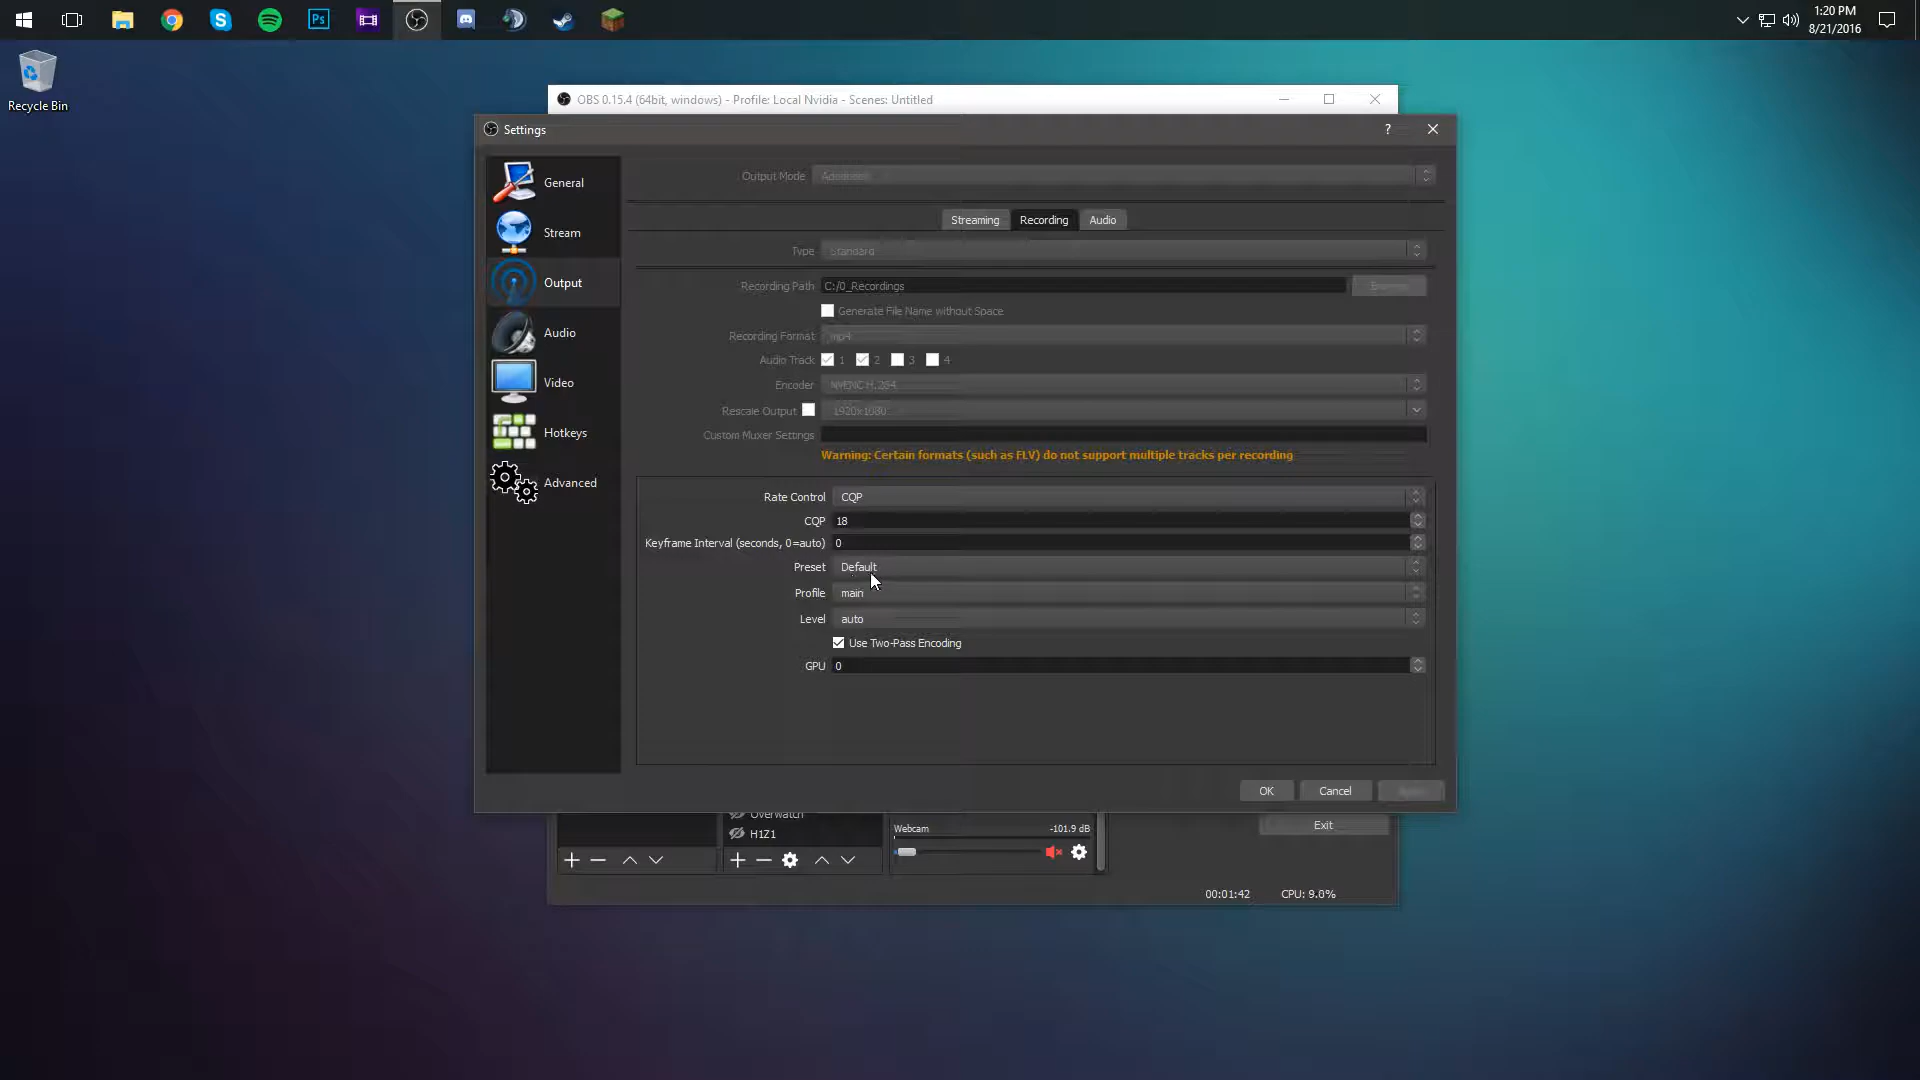 Ps
1:20 PM
8/21/2016
Recycle Bin
OBS 0.15.4 (64bit, windows) - Profile: Local Nvidia - Scenes: Untitled
Settings
?
General
Stream
Output
Audio
Video
Hotkeys
Advanced
Output Mode Advanced
Streaming Recording Audio
Type Standard
Recording Path C:/0_Recordings
Generate File Name without Space
Recording Format mp4
Audio Track 1 2 3 4
Encoder NVENC H.264
Rescale Output 1920x1080
Custom Muxer Settings
Warning: Certain formats (such as FLV) do not support multiple tracks per recording
Rate Control CQP
CQP 18
Keyframe Interval (seconds, 0=auto) 0
Preset Default
Profile main
Level auto
Use Two-Pass Encoding
GPU 0
OK Cancel
Overwatch
H1Z1
Webcam -101.9 dB
Exit
00:01:42 CPU: 9.0%